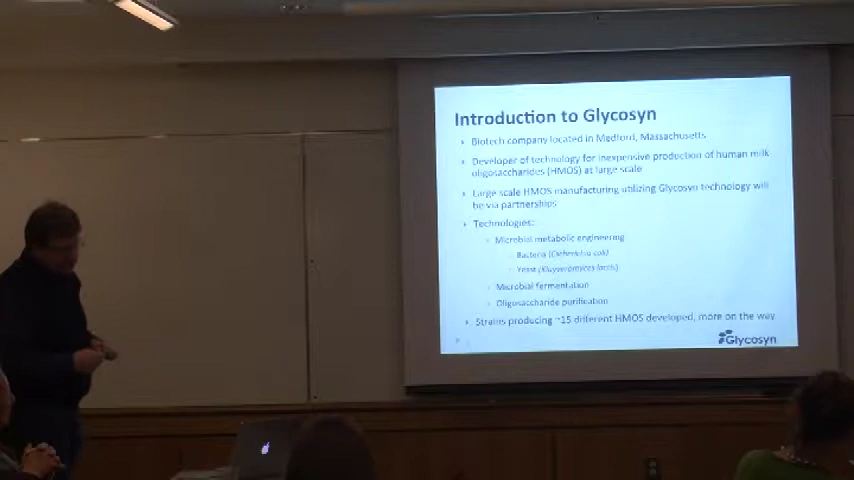 Introduction to Glycosyn
Biotech company located in Medford, Massachusetts
Developer of technology for inexpensive production of human milk
oligosaccharides (HMOS) at large scale
Large scale HMOS manufacturing utilizing Glycosyn technology will
be via partnerships
Technologies:
Microbial metabolic engineering
Bacteria (Escherichia coli)
Yeast (Kluyveromyces lactis)
Microbial fermentation
Oligosaccharide purification
Strains producing ~15 different HMOS developed, more on the way
Glycosyn